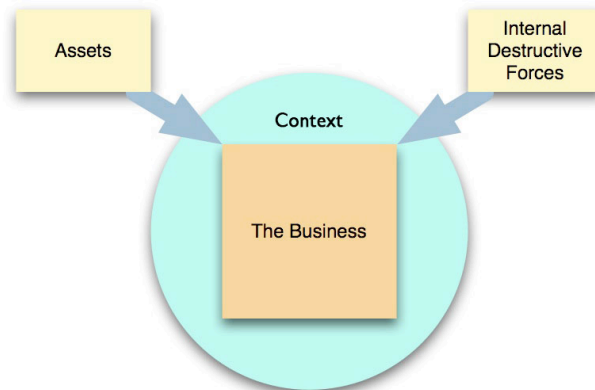 Assets
Internal
Destructive
Forces
Context
The Business